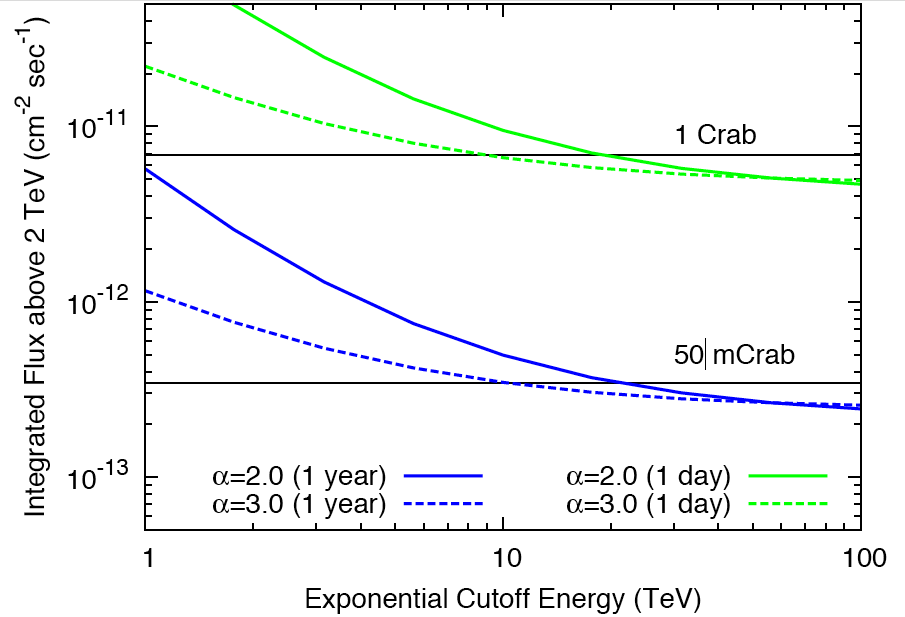 Integrated Flux above 2 TeV (cm-2 sec-1)
10-11
10-12
10-13
1 Crab
50 mCrab
α=2.0 (1 year)
α=3.0 (1 year)
α=2.0 (1 day)
α=3.0 (1 day)
1
10
100
Exponential Cutoff Energy (TeV)